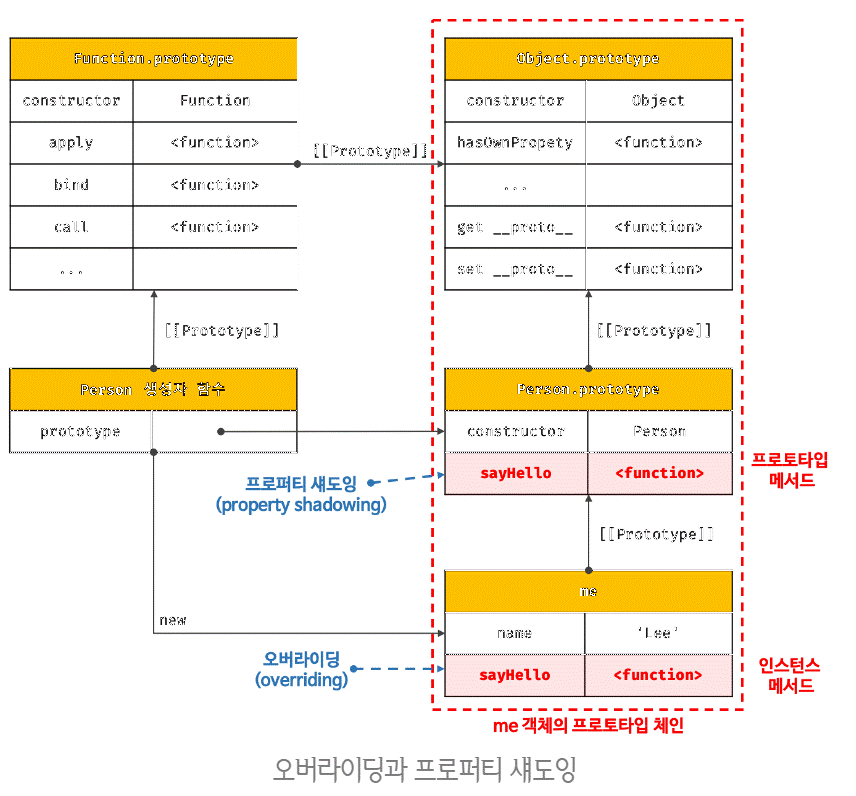 Function.prototype
constructor Function
apply <function>
bind <function>
call <function>
...
[[Prototype]]
Object.prototype
constructor Object
hasOwnPropety <function>
...
get __proto__ <function>
set __proto__ <function>
[[Prototype]]
[[Prototype]]
Person 생성자 함수
prototype
Person.prototype
constructor Person
sayHello <function>
프로토타입
메서드
프로퍼티 섀도잉
(property shadowing)
[[Prototype]]
new
me
name ‘Lee’
sayHello <function>
오버라이딩
(overriding)
인스턴스
메서드
me 객체의 프로토타입 체인
오버라이딩과 프로퍼티 섀도잉